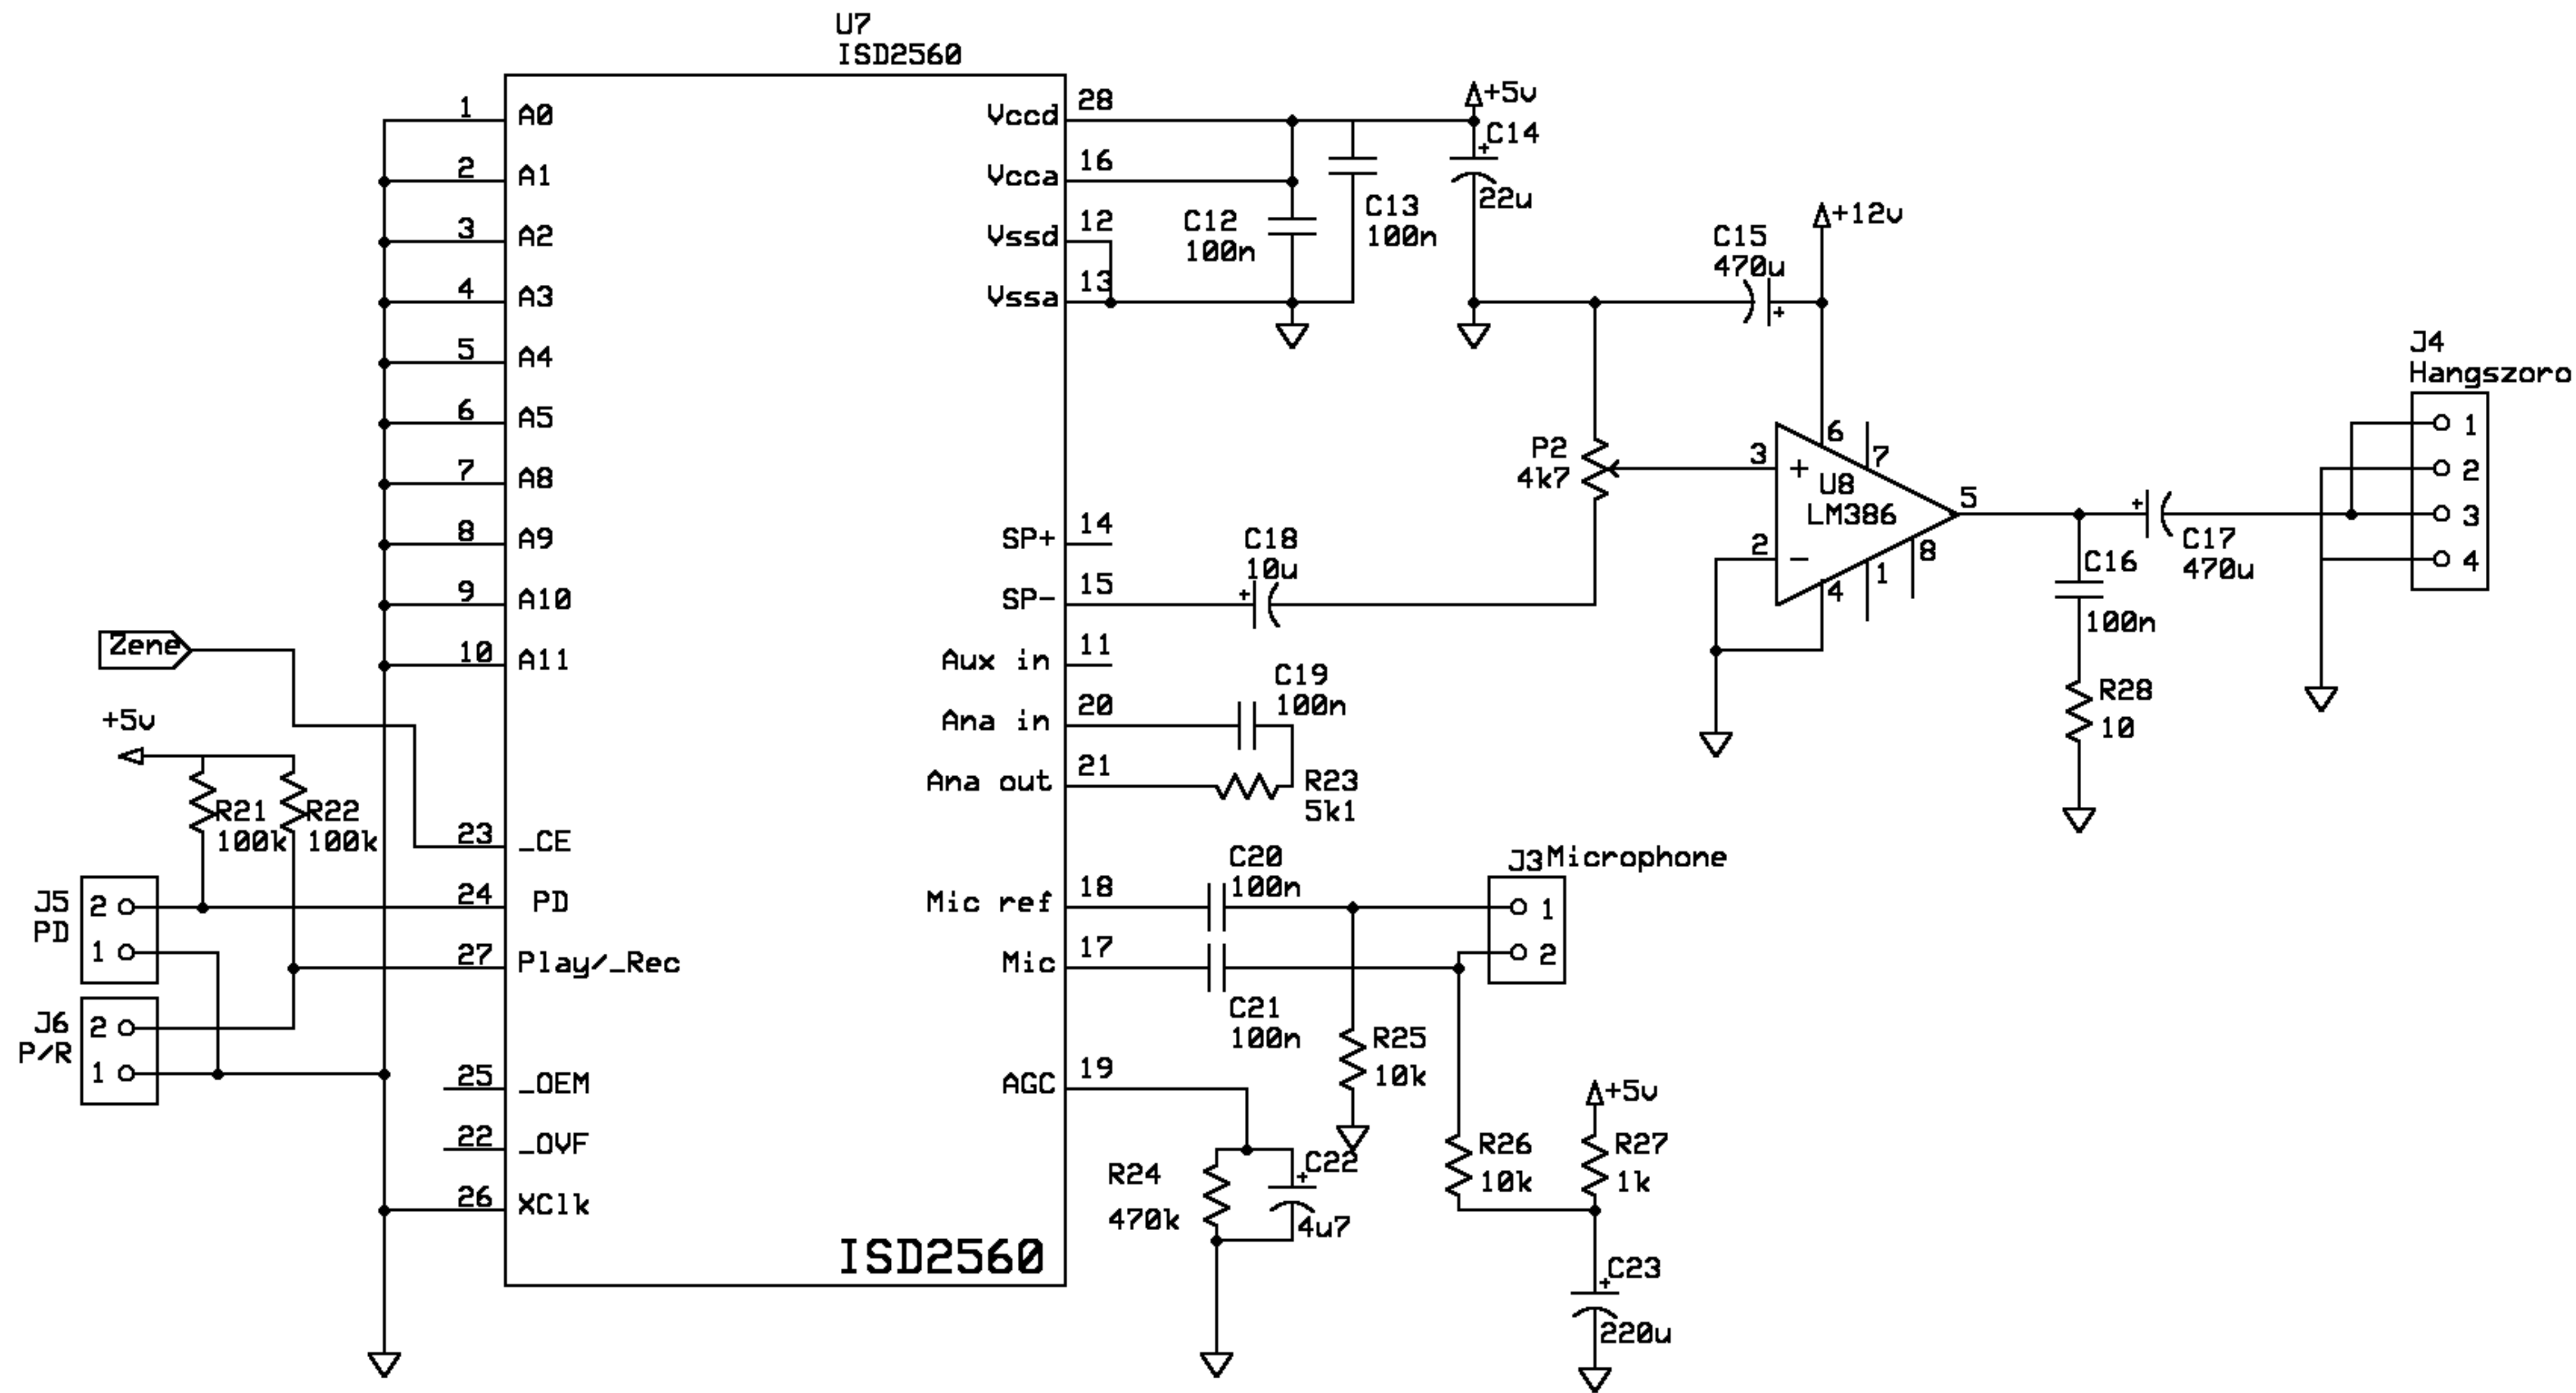 U7
ISD2560
1 A0
2 A1
3 A2
4 A3
5 A4
6 A5
7 A8
8 A9
9 A10
10 A11
Zene
+5v
R21
100k
R22
100k
23 _CE
J5
PD
2
1
24 PD
27 Play/_Rec
J6
P/R
2
1
25 _OEM
22 _OVF
26 XClk
ISD2560
Vccd 28
Vcca 16
Vssd 12
Vssa 13
SP+ 14
SP- 15
Aux in 11
Ana in 20
Ana out 21
Mic ref 18
Mic 17
AGC 19
+5v
C14
+
22u
C12
100n
C13
100n
+12v
C15
470u
+
P2
4k7
C18
10u
+
C19
100n
R23
5k1
C20
100n
C21
100n
J3 Microphone
1
2
R25
10k
R24
470k
C22
+
4u7
R26
10k
+5v
R27
1k
C23
+
220u
3 +
2 -
6
7
U8
LM386
5
8
1
4
+
C17
470u
C16
100n
R28
10
J4
Hangszoro
1
2
3
4